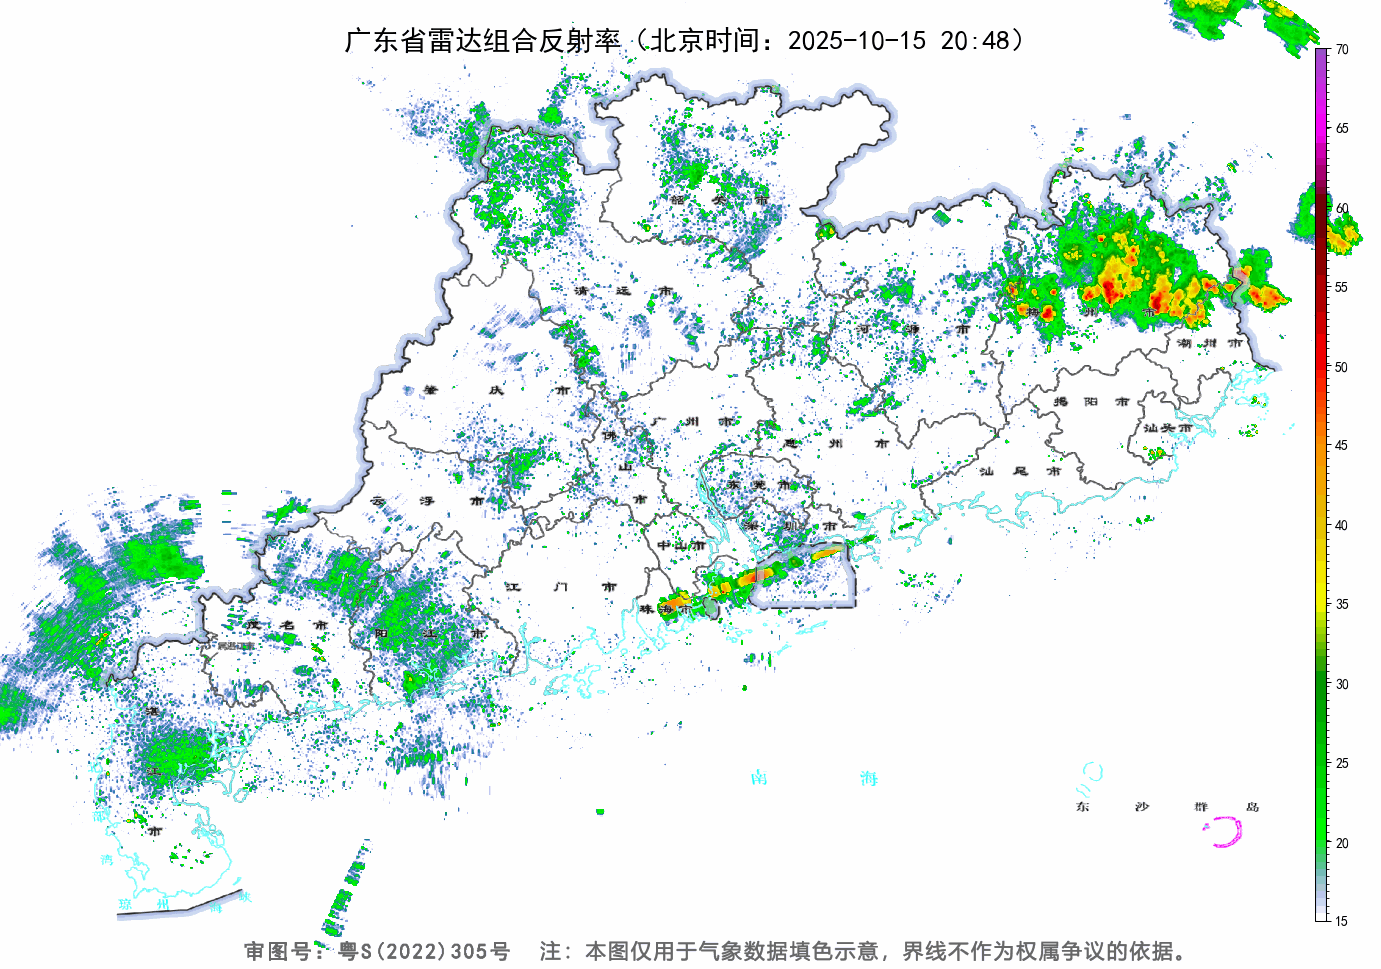 广东省雷达组合反射率（北京时间：2025-10-15 20:48）
70
65
60
55
50
45
40
35
30
25
20
15
韶关市
清远市
河源市
梅州市
潮州市
肇庆市
广州市
揭阳市
汕头市
佛山市
惠州市
汕尾市
云浮市
东莞市
深圳市
中山市
江门市
珠海市
茂名市
阳江市
湛江市
南海
东沙群岛
湾
琼州海峡
审图号：粤S(2022)305号 注：本图仅用于气象数据填色示意，界线不作为权属争议的依据。